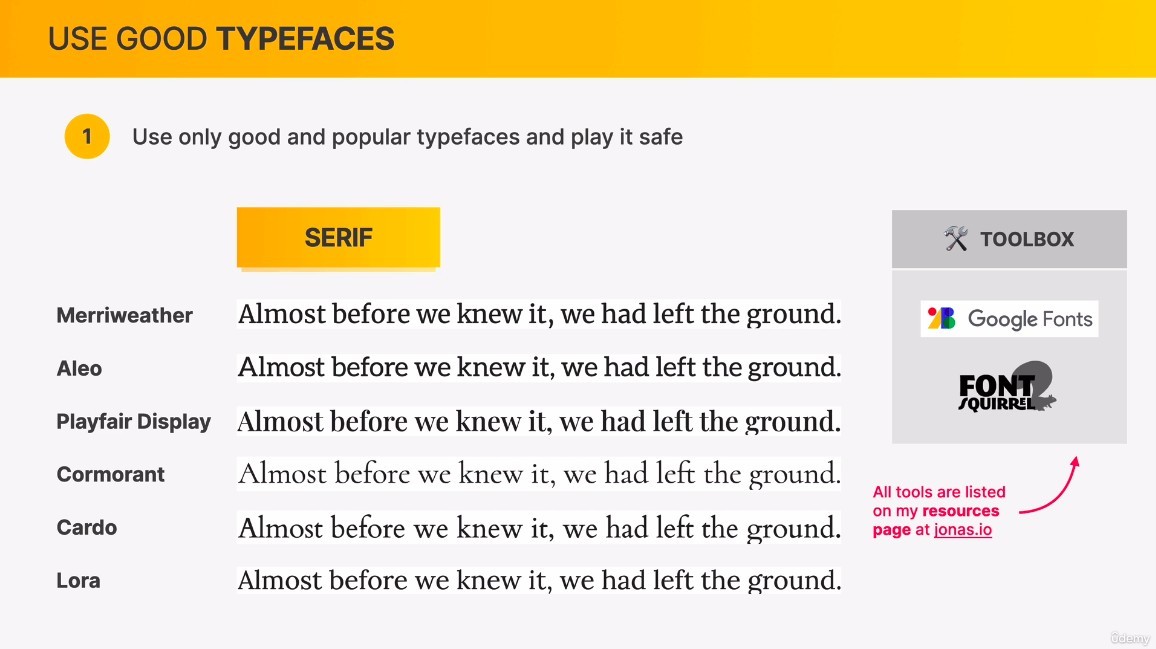 USE GOOD TYPEFACES
1 Use only good and popular typefaces and play it safe
SERIF
Merriweather Almost before we knew it, we had left the ground.
Aleo Almost before we knew it, we had left the ground.
Playfair Display Almost before we knew it, we had left the ground.
Cormorant Almost before we knew it, we had left the ground.
Cardo Almost before we knew it, we had left the ground.
Lora Almost before we knew it, we had left the ground.
TOOLBOX
Google Fonts
FONT
SQUIRREL
All tools are listed
on my resources
page at jonas.io
Udemy